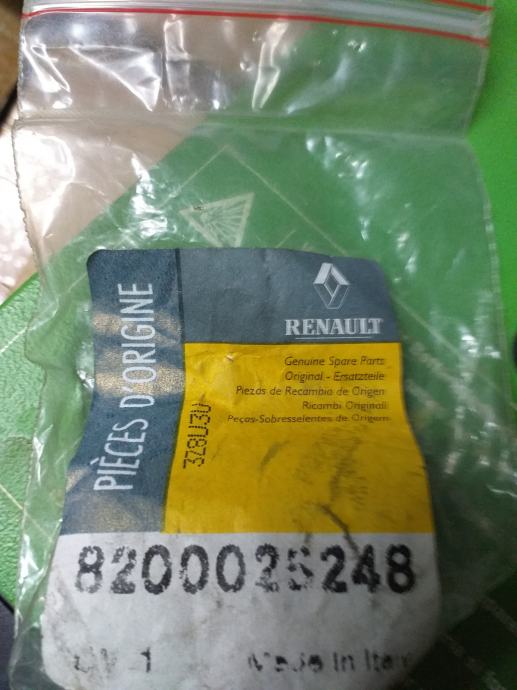 PIÈCES D'ORIGINE
RENAULT
Genuine Spare Parts
Original - Ersatzteile
Piezas de Recambio de Origen
Ricambi Originali
Peças-Sobresselentes de Origem
8200025248
1 Made In